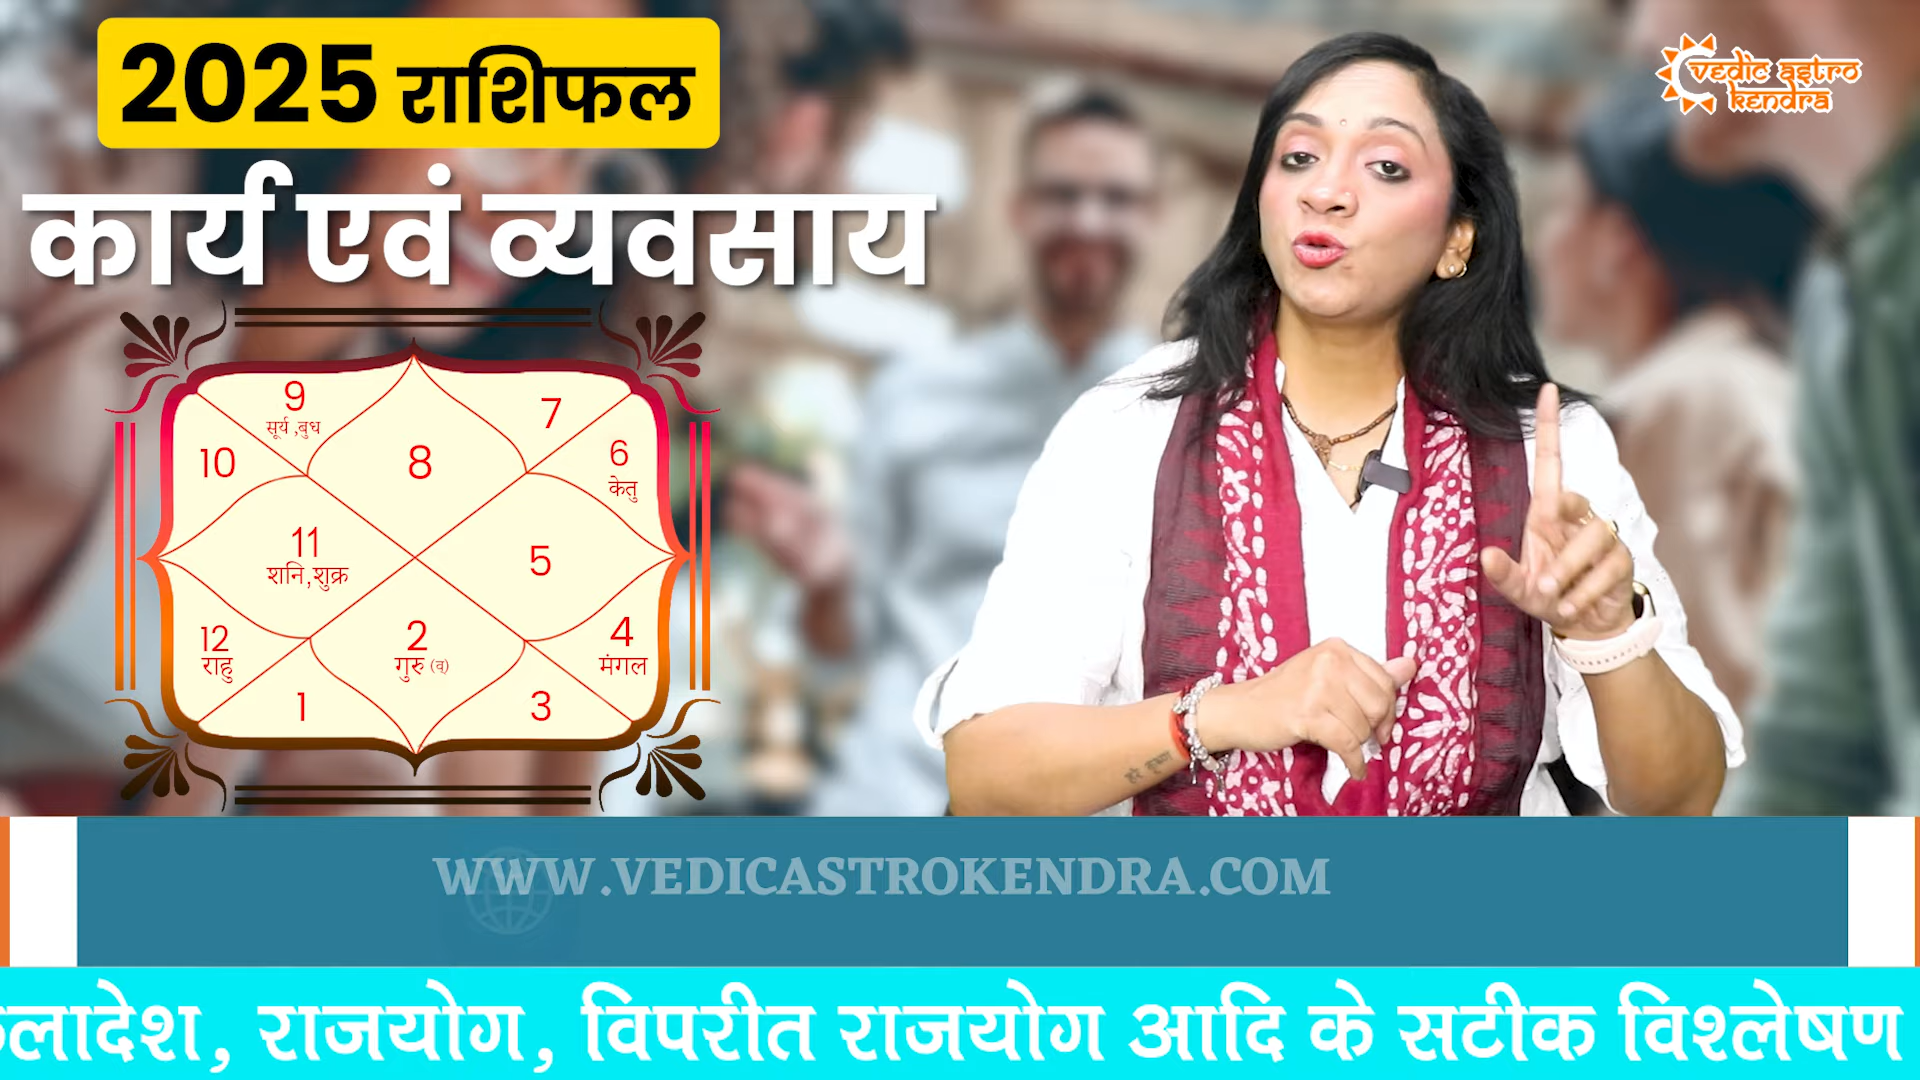 2025 राशिफल
vedic astro
kendra
कार्य एवं व्यवसाय
9
सूर्य ,बुध
7
10
8
6
केतु
11
शनि,शुक्र
5
12
राहु
2
गुरु (व)
4
मंगल
1
3
WWW.VEDICASTROKENDRA.COM
लादेश, राजयोग, विपरीत राजयोग आदि के सटीक विश्लेषण